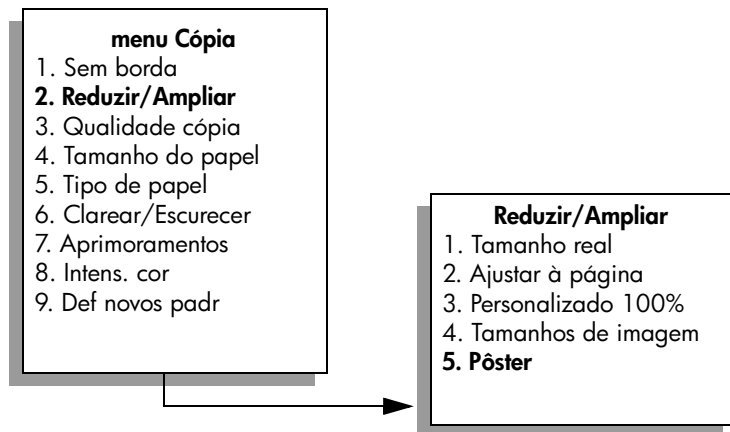 menu Cópia
1. Sem borda
2. Reduzir/Ampliar
3. Qualidade cópia
4. Tamanho do papel
5. Tipo de papel
6. Clarear/Escurecer
7. Aprimoramentos
8. Intens. cor
9. Def novos padr
Reduzir/Ampliar
1. Tamanho real
2. Ajustar à página
3. Personalizado 100%
4. Tamanhos de imagem
5. Pôster